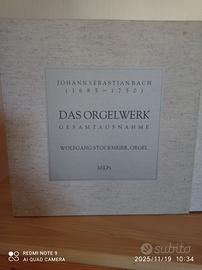 JOHANN SEBASTIAN BACH
(1685–1750)
DAS ORGELWERK
GESAMTAUFNAHME
WOLFGANG STOCKMEIER, ORGEL
REDMI NOTE 9
AI QUAD CAMERA
subito
2025/11/19 10:34